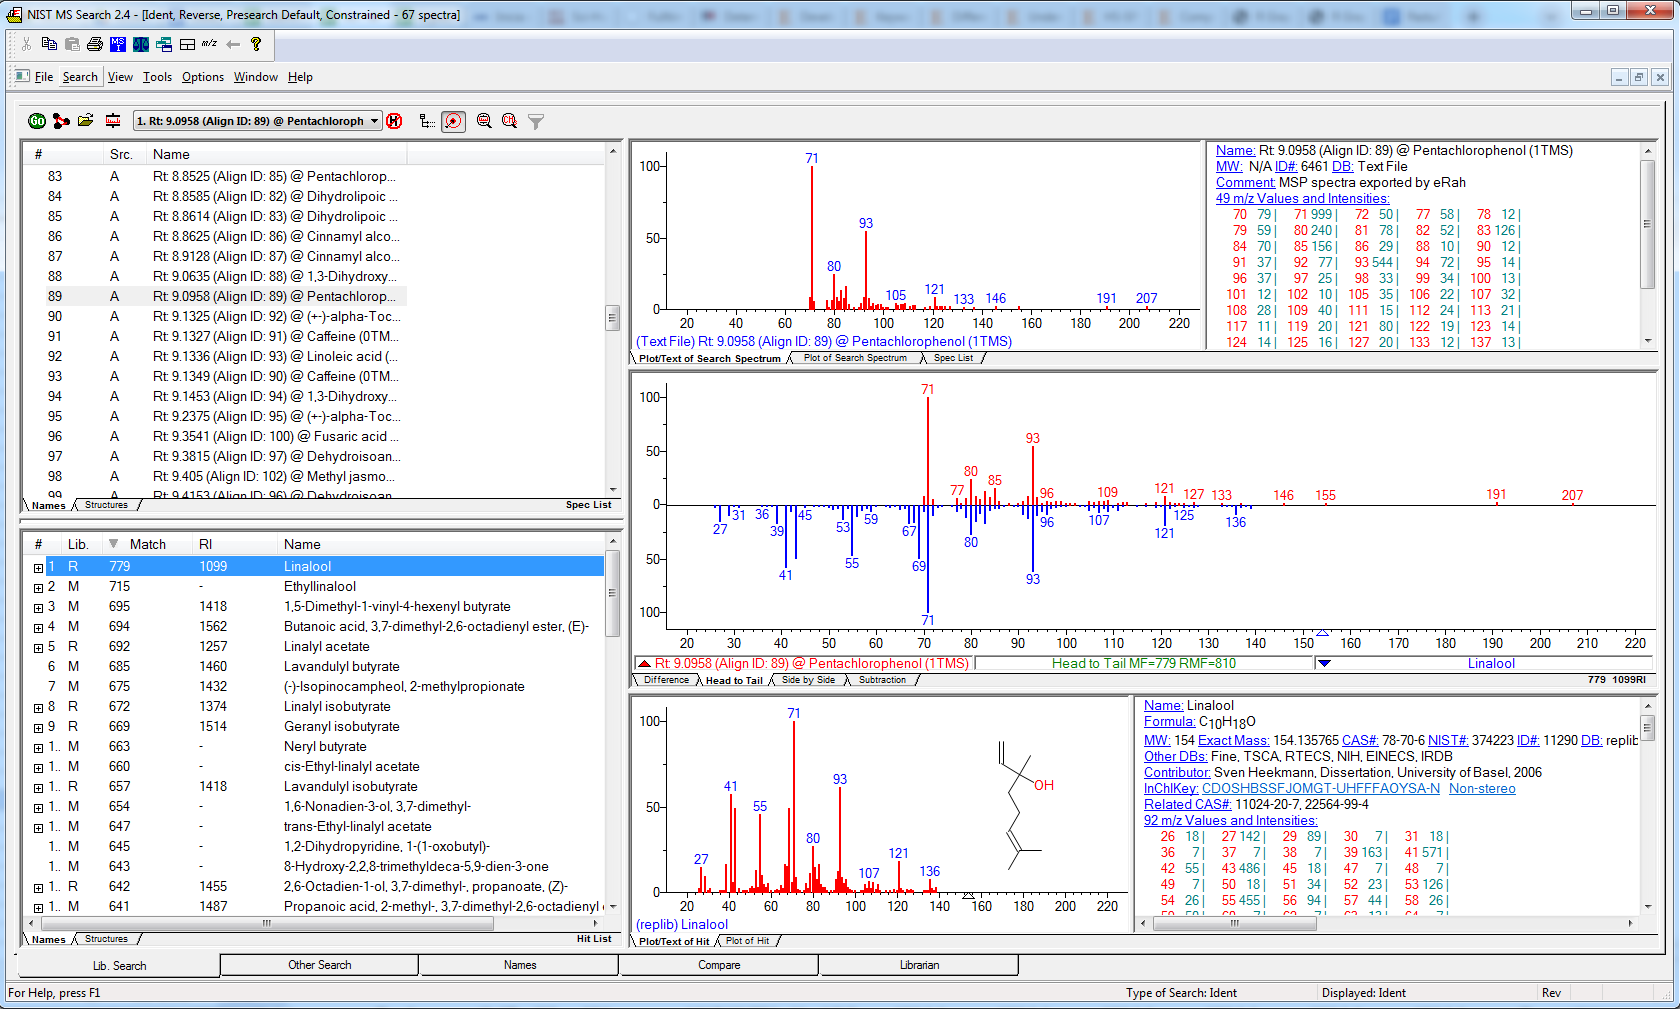 NIST MS Search 2.4 - [Ident, Reverse, Presearch Default, Constrained - 67 spectra]
MS
I
m/z
?
File Search View Tools Options Window Help
GO
1. Rt: 9.0958 (Align ID: 89) @ Pentachloroph
H
# Src. Name
83 A Rt: 8.8525 (Align ID: 85) @ Pentachlorop...
84 A Rt: 8.8585 (Align ID: 82) @ Dihydrolipoic ...
85 A Rt: 8.8614 (Align ID: 83) @ Dihydrolipoic ...
86 A Rt: 8.8625 (Align ID: 86) @ Cinnamyl alco...
87 A Rt: 8.9128 (Align ID: 87) @ Cinnamyl alco...
88 A Rt: 9.0635 (Align ID: 88) @ 1,3-Dihydroxy...
89 A Rt: 9.0958 (Align ID: 89) @ Pentachlorop...
90 A Rt: 9.1325 (Align ID: 92) @ (+-)-alpha-Toc...
91 A Rt: 9.1327 (Align ID: 91) @ Caffeine (0TM...
92 A Rt: 9.1336 (Align ID: 93) @ Linoleic acid (...
93 A Rt: 9.1349 (Align ID: 90) @ Caffeine (0TM...
94 A Rt: 9.1453 (Align ID: 94) @ 1,3-Dihydroxy...
95 A Rt: 9.2375 (Align ID: 95) @ (+-)-alpha-Toc...
96 A Rt: 9.3541 (Align ID: 100) @ Fusaric acid ...
97 A Rt: 9.3815 (Align ID: 97) @ Dehydroisoan...
98 A Rt: 9.405 (Align ID: 102) @ Methyl jasmo...
99 A Rt: 9.4153 (Align ID: 96) @ Dehydroisoan
Names Structures Spec List
# Lib. Match RI Name
1 R 779 1099 Linalool
2 M 715 - Ethyllinalool
3 M 695 1418 1,5-Dimethyl-1-vinyl-4-hexenyl butyrate
4 M 694 1562 Butanoic acid, 3,7-dimethyl-2,6-octadienyl ester, (E)-
5 R 692 1257 Linalyl acetate
6 M 685 1460 Lavandulyl butyrate
7 M 675 1432 (-)-Isopinocampheol, 2-methylpropionate
8 R 672 1374 Linalyl isobutyrate
9 R 669 1514 Geranyl isobutyrate
1.. M 663 - Neryl butyrate
1.. M 660 - cis-Ethyl-linalyl acetate
1.. R 657 1418 Lavandulyl isobutyrate
1.. M 654 - 1,6-Nonadien-3-ol, 3,7-dimethyl-
1.. M 647 - trans-Ethyl-linalyl acetate
1.. M 645 - 1,2-Dihydropyridine, 1-(1-oxobutyl)-
1.. M 643 - 8-Hydroxy-2,2,8-trimethyldeca-5,9-dien-3-one
1.. R 642 1455 2,6-Octadien-1-ol, 3,7-dimethyl-, propanoate, (Z)-
1.. M 641 1487 Propanoic acid, 2-methyl-, 3,7-dimethyl-2,6-octadienyl
Names Structures Hit List
100
50
0
71
93
80
105
121
133
146
191
207
20 40 60 80 100 120 140 160 180 200 220
(Text File) Rt: 9.0958 (Align ID: 89) @ Pentachlorophenol (1TMS)
Plot/Text of Search Spectrum Plot of Search Spectrum Spec List
Name: Rt: 9.0958 (Align ID: 89) @ Pentachlorophenol (1TMS)
MW: N/A ID#: 6461 DB: Text File
Comment: MSP spectra exported by eRah
49 m/z Values and Intensities:
70 79 | 71 999 | 72 50 | 77 58 | 78 12 |
79 59 | 80 240 | 81 78 | 82 52 | 83 126 |
84 70 | 85 156 | 86 29 | 88 10 | 90 12 |
91 37 | 92 77 | 93 544 | 94 72 | 95 14 |
96 37 | 97 25 | 98 33 | 99 34 | 100 13 |
101 12 | 102 10 | 105 35 | 106 22 | 107 32 |
108 28 | 109 40 | 111 15 | 112 24 | 113 21 |
117 11 | 119 20 | 121 80 | 122 19 | 123 14 |
124 14 | 125 16 | 127 20 | 133 12 | 137 13 |
100
50
0
50
100
71
93
80
77
85
96
109
121
127
133
146
155
191
207
27
31
36
39
41
45
53
55
59
67
69
71
80
93
96
107
121
125
136
20 30 40 50 60 70 80 90 100 110 120 130 140 150 160 170 180 190 200 210 220
Rt: 9.0958 (Align ID: 89) @ Pentachlorophenol (1TMS) Head to Tail MF=779 RMF=810 Linalool
Difference Head to Tail Side by Side Subtraction 779 1099RI
100
50
0
71
41
93
55
80
27
107
121
136
OH
20 40 60 80 100 120 140 160 180 200 220
(replib) Linalool
Plot/Text of Hit Plot of Hit
Name: Linalool
Formula: C10H18O
MW: 154 Exact Mass: 154.135765 CAS#: 78-70-6 NIST#: 374223 ID#: 11290 DB: replib
Other DBs: Fine, TSCA, RTECS, NIH, EINECS, IRDB
Contributor: Sven Heekmann, Dissertation, University of Basel, 2006
InChIKey: CDOSHBSSFJOMGT-UHFFFAOYSA-N Non-stereo
Related CAS#: 11024-20-7, 22564-99-4
92 m/z Values and Intensities:
26 18 | 27 142 | 29 89 | 30 7 | 31 18 |
36 7 | 37 7 | 38 7 | 39 163 | 41 571 |
42 55 | 43 486 | 45 18 | 47 7 | 48 7 |
49 7 | 50 18 | 51 34 | 52 23 | 53 126 |
54 26 | 55 455 | 56 94 | 57 44 | 58 26 |
Lib. Search Other Search Names Compare Librarian
For Help, press F1 Type of Search: Ident Displayed: Ident Rev